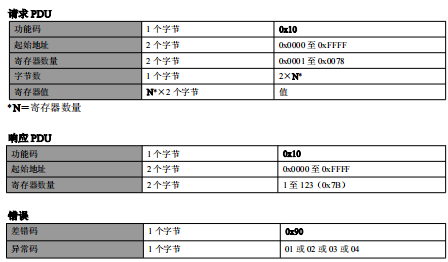 请求 PDU
功能码 1 个字节 0x10
起始地址 2 个字节 0x0000 至 0xFFFF
寄存器数量 2 个字节 0x0001 至 0x0078
字节数 1 个字节 2×N*
寄存器值 N*×2 个字节 值
*N＝寄存器数量
响应 PDU
功能码 1 个字节 0x10
起始地址 2 个字节 0x0000 至 0xFFFF
寄存器数量 2 个字节 1 至 123（0x7B）
错误
差错码 1 个字节 0x90
异常码 1 个字节 01 或 02 或 03 或 04